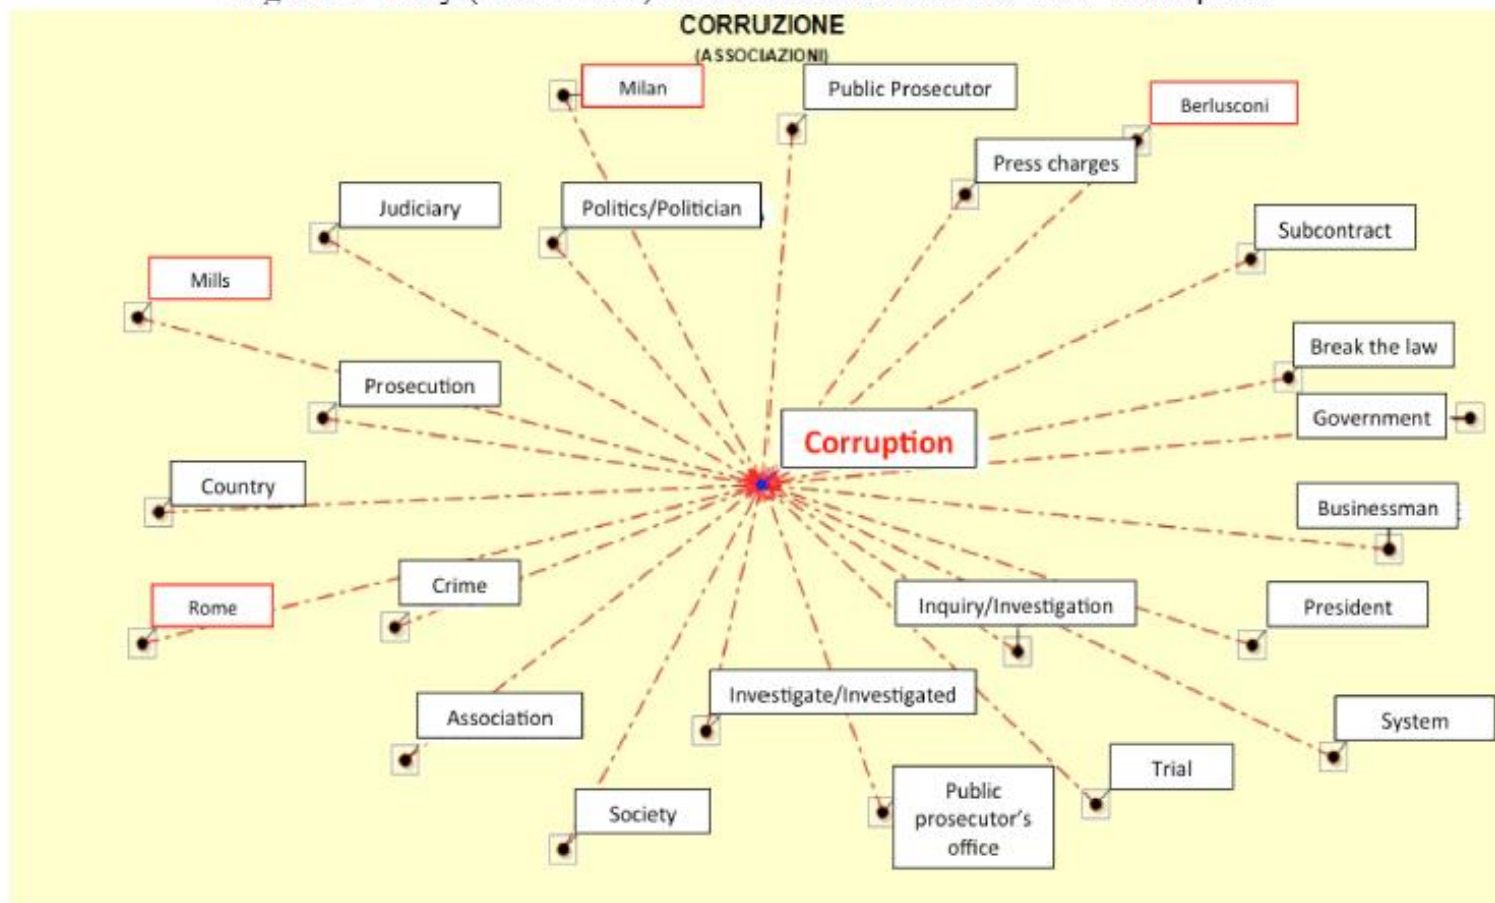 CORRUZIONE
(ASSOCIAZIONI)
Milan
Public Prosecutor
Berlusconi
Press charges
Judiciary
Politics/Politician
Subcontract
Mills
Break the law
Prosecution
Government
Corruption
Country
Businessman
Crime
Inquiry/Investigation
Rome
President
Investigate/Investigated
Association
System
Trial
Society
Public
prosecutor's
office